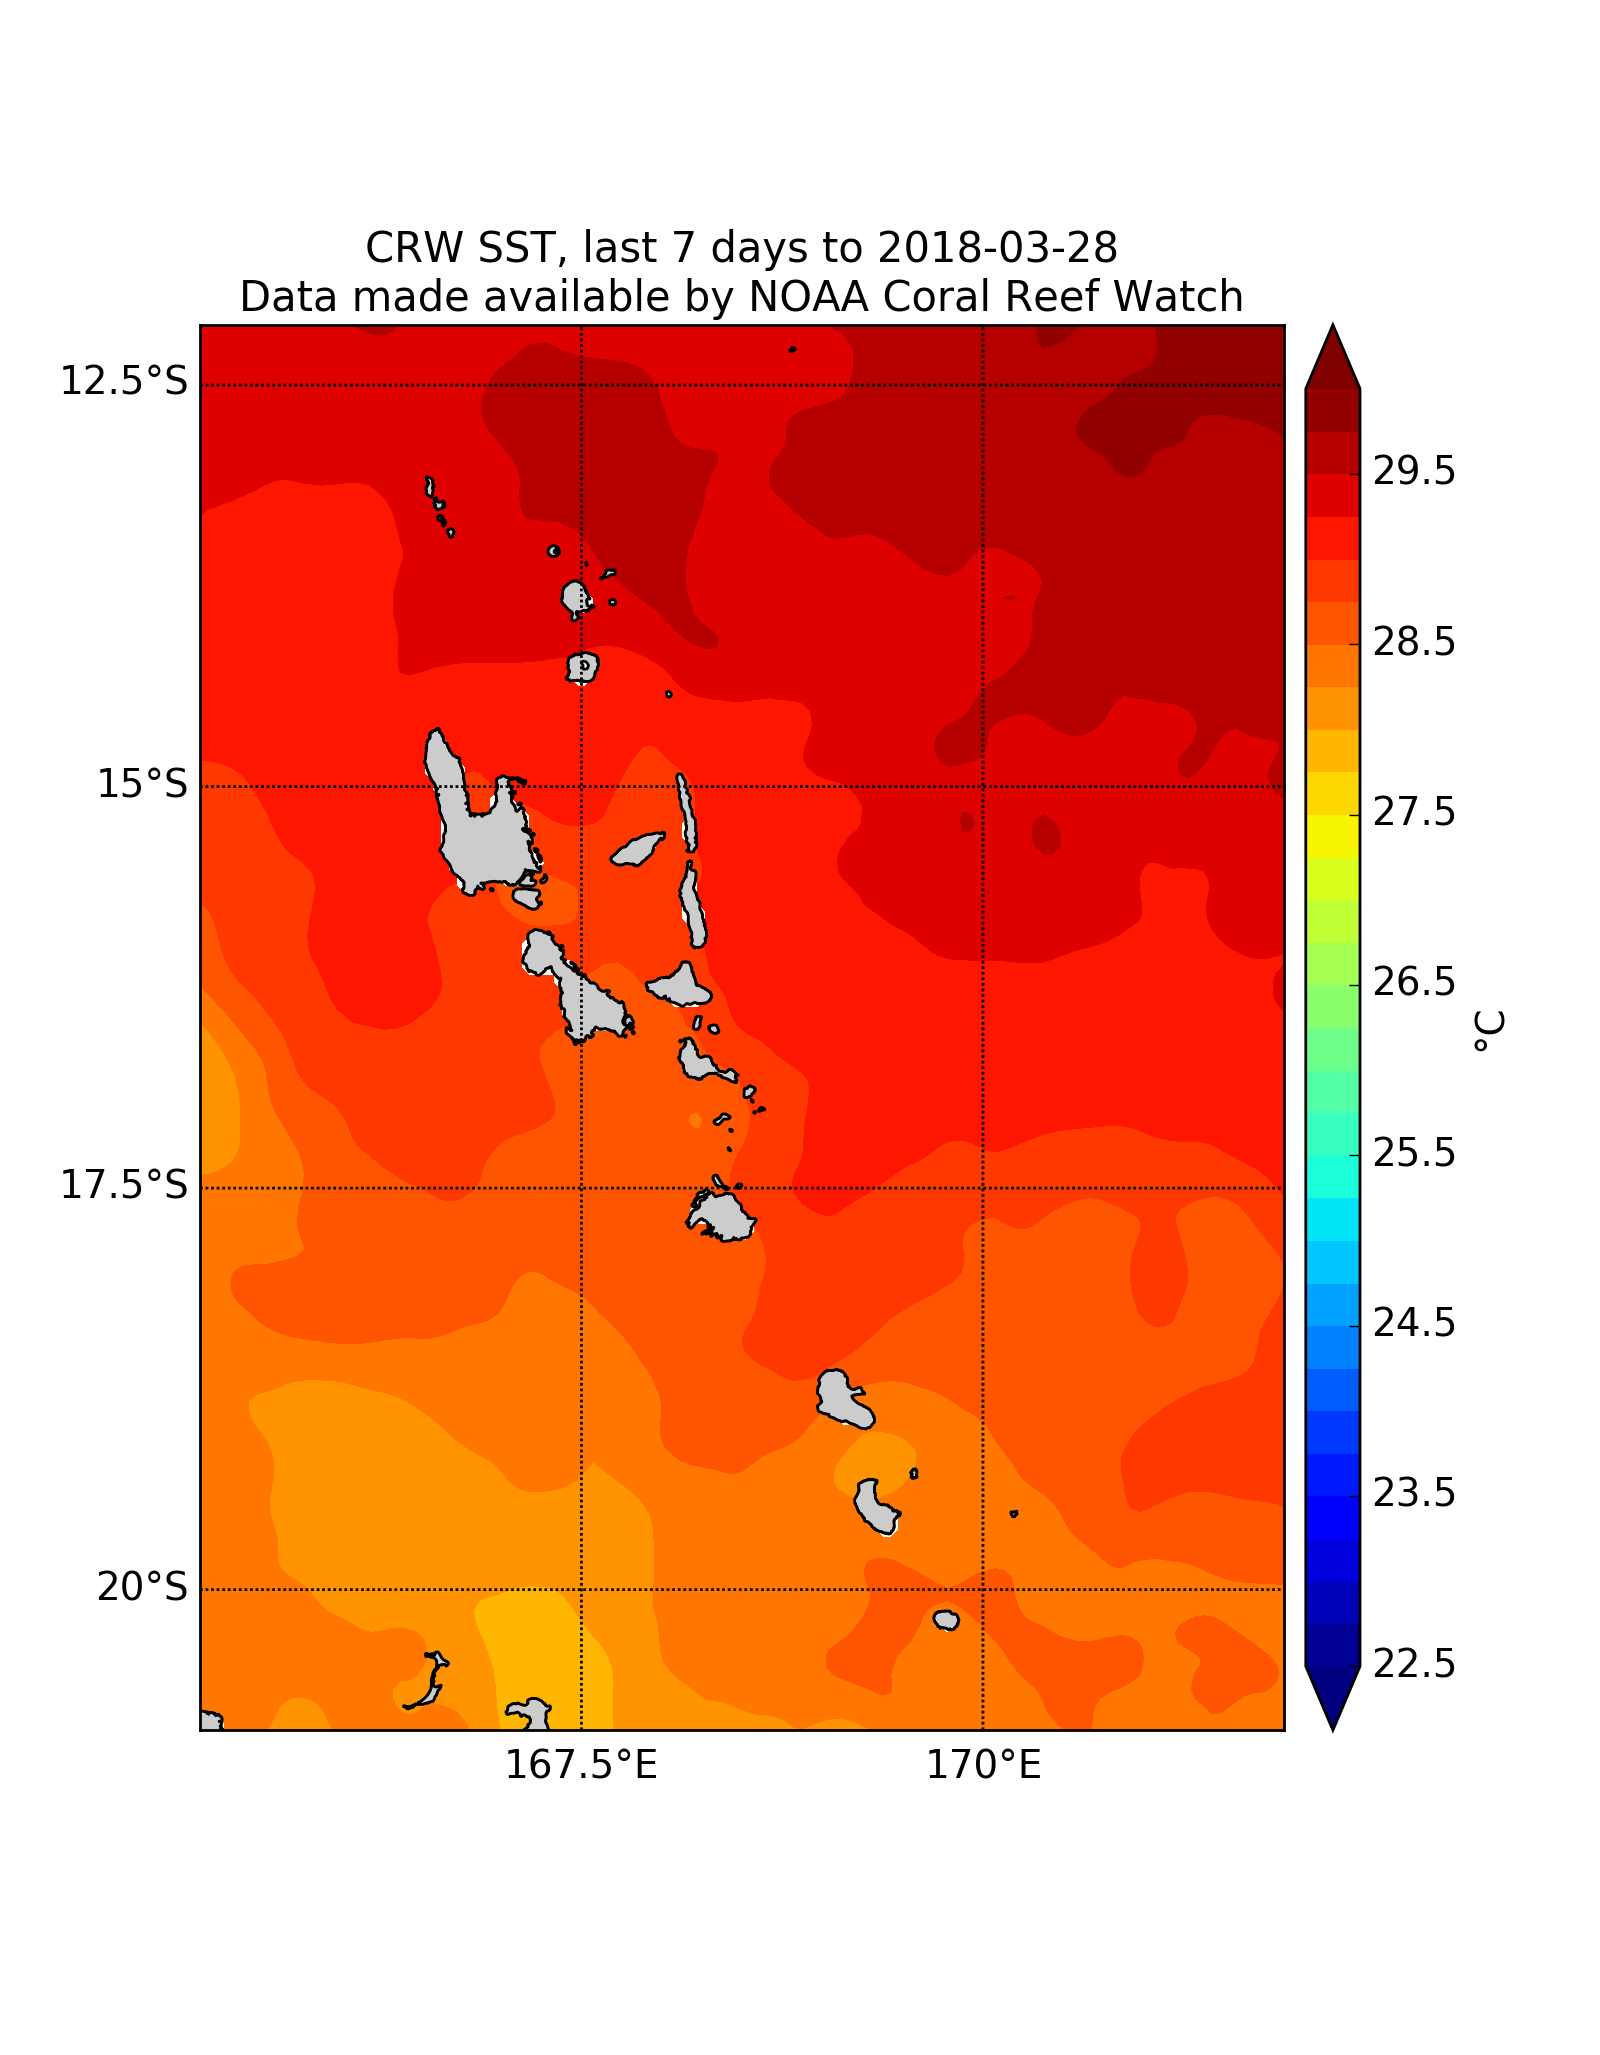 CRW SST, last 7 days to 2018-03-28
Data made available by NOAA Coral Reef Watch
12.5°S
15°S
17.5°S
20°S
167.5°E
170°E
29.5
28.5
27.5
26.5
25.5
24.5
23.5
22.5
°C